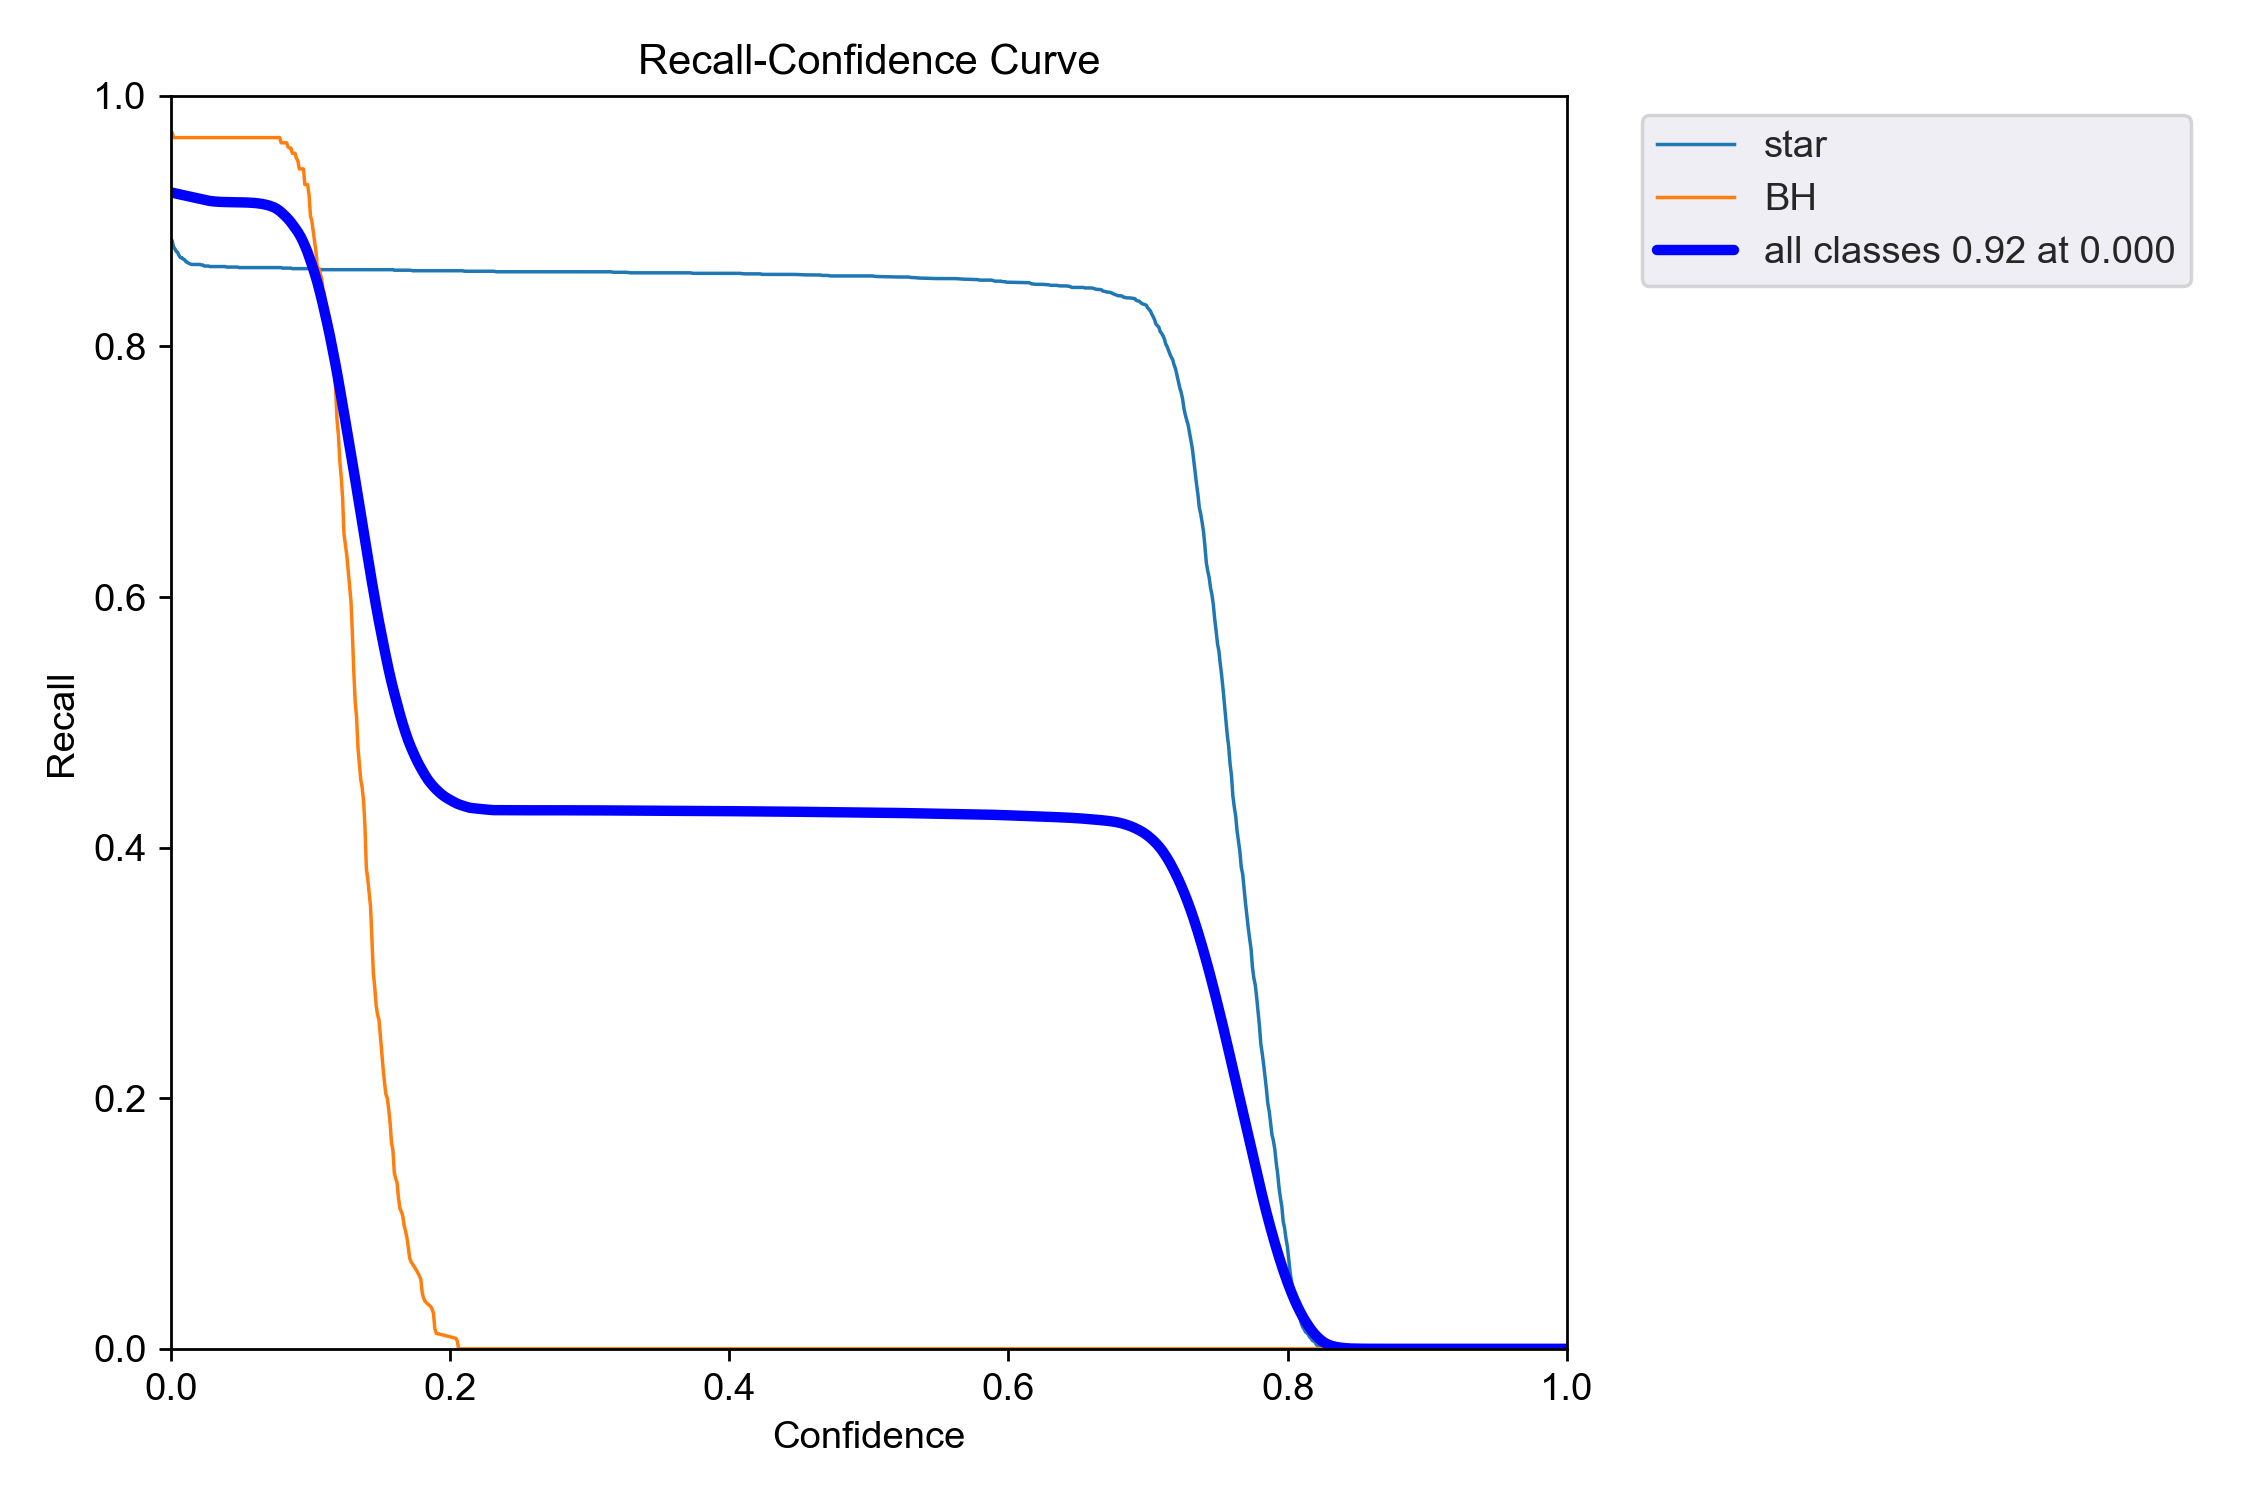 Recall-Confidence Curve
1.0
0.8
0.6
0.4
0.2
0.0
Recall
0.0 0.2 0.4 0.6 0.8 1.0
Confidence
star
BH
all classes 0.92 at 0.000